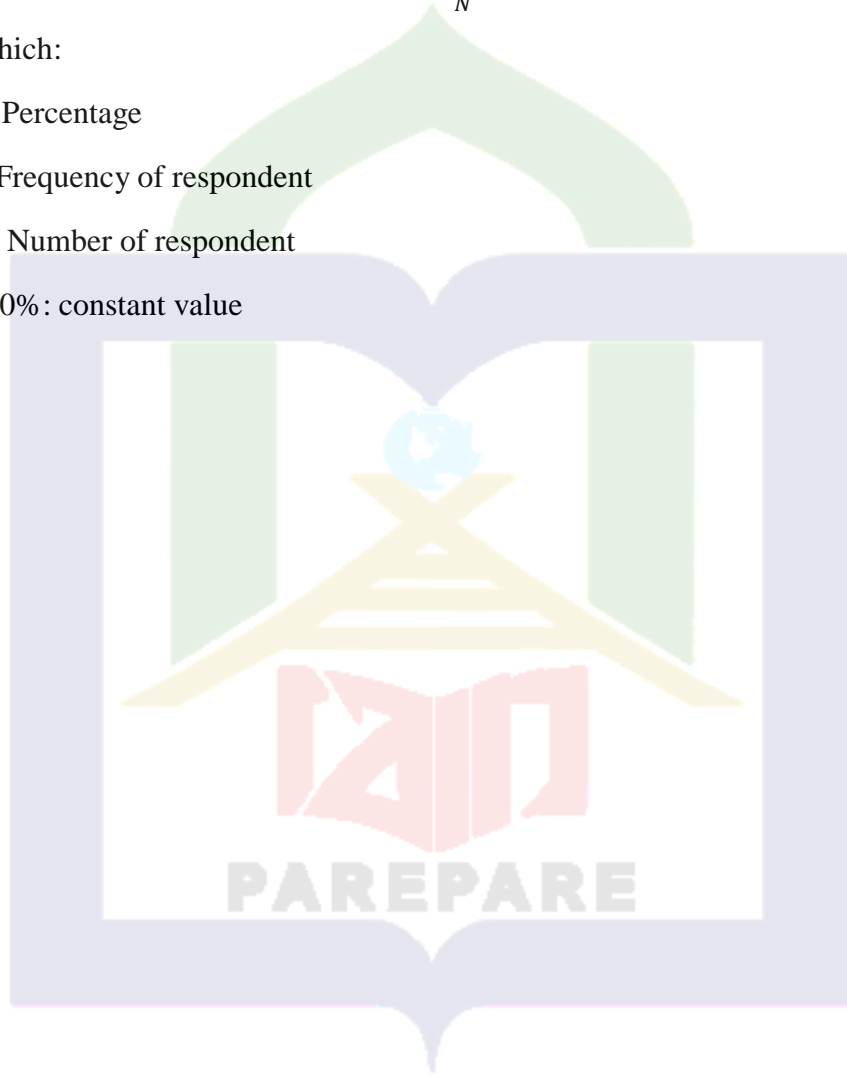 N
hich:
Percentage
Frequency of respondent
Number of respondent
0%: constant value
PAREPARE